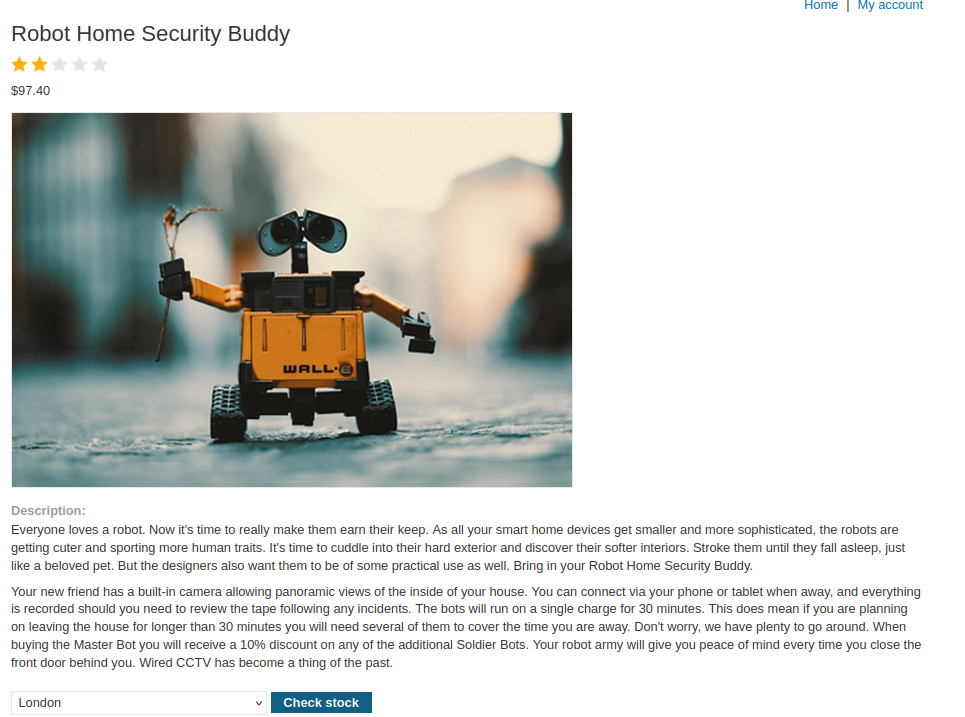 Home | My account
Robot Home Security Buddy
$97.40
WALL·E
Description:
Everyone loves a robot. Now it's time to really make them earn their keep. As all your smart home devices get smaller and more sophisticated, the robots are
getting cuter and sporting more human traits. It's time to cuddle into their hard exterior and discover their softer interiors. Stroke them until they fall asleep, just
like a beloved pet. But the designers also want them to be of some practical use as well. Bring in your Robot Home Security Buddy.
Your new friend has a built-in camera allowing panoramic views of the inside of your house. You can connect via your phone or tablet when away, and everything
is recorded should you need to review the tape following any incidents. The bots will run on a single charge for 30 minutes. This does mean if you are planning
on leaving the house for longer than 30 minutes you will need several of them to cover the time you are away. Don't worry, we have plenty to go around. When
buying the Master Bot you will receive a 10% discount on any of the additional Soldier Bots. Your robot army will give you peace of mind every time you close the
front door behind you. Wired CCTV has become a thing of the past.
London Check stock